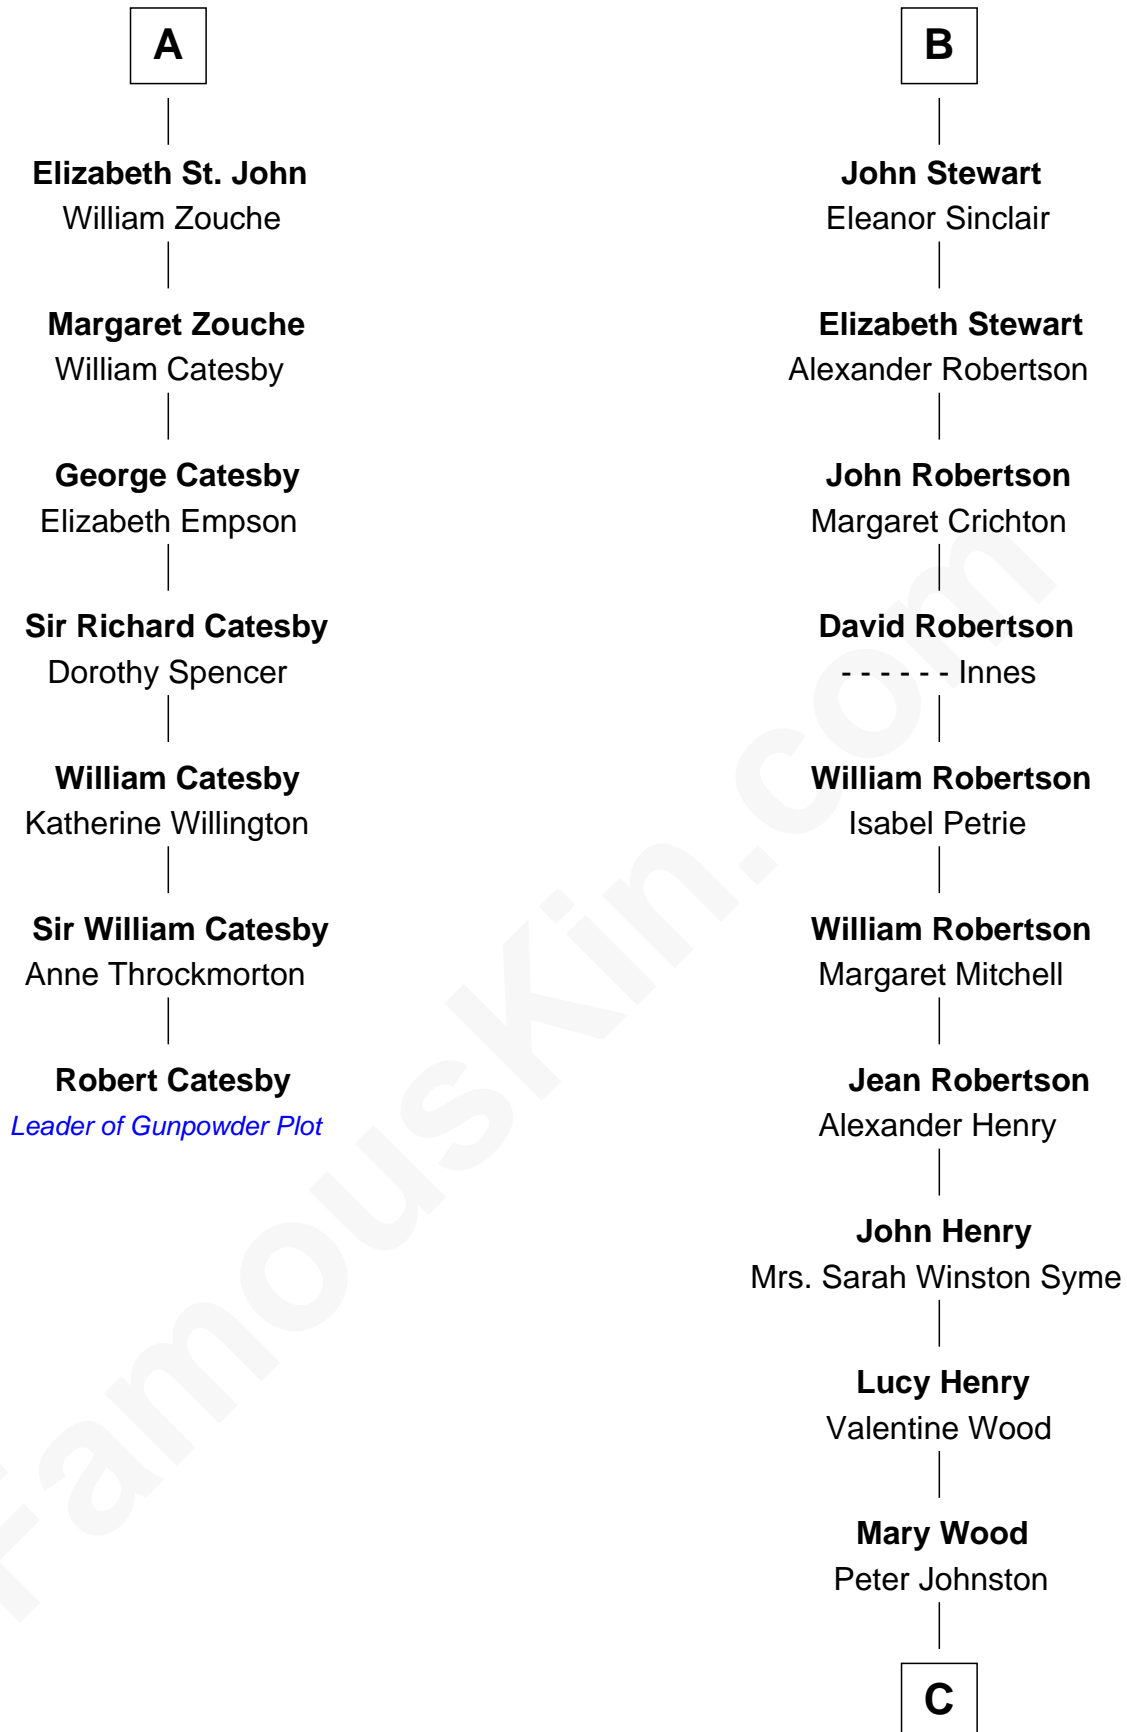 A
Elizabeth St. John
William Zouche
Margaret Zouche
William Catesby
George Catesby
Elizabeth Empson
Sir Richard Catesby
Dorothy Spencer
William Catesby
Katherine Willington
Sir William Catesby
Anne Throckmorton
Robert Catesby
Leader of Gunpowder Plot
B
John Stewart
Eleanor Sinclair
Elizabeth Stewart
Alexander Robertson
John Robertson
Margaret Crichton
David Robertson
- - - - - - Innes
William Robertson
Isabel Petrie
William Robertson
Margaret Mitchell
Jean Robertson
Alexander Henry
John Henry
Mrs. Sarah Winston Syme
Lucy Henry
Valentine Wood
Mary Wood
Peter Johnston
C
FamousKin.com